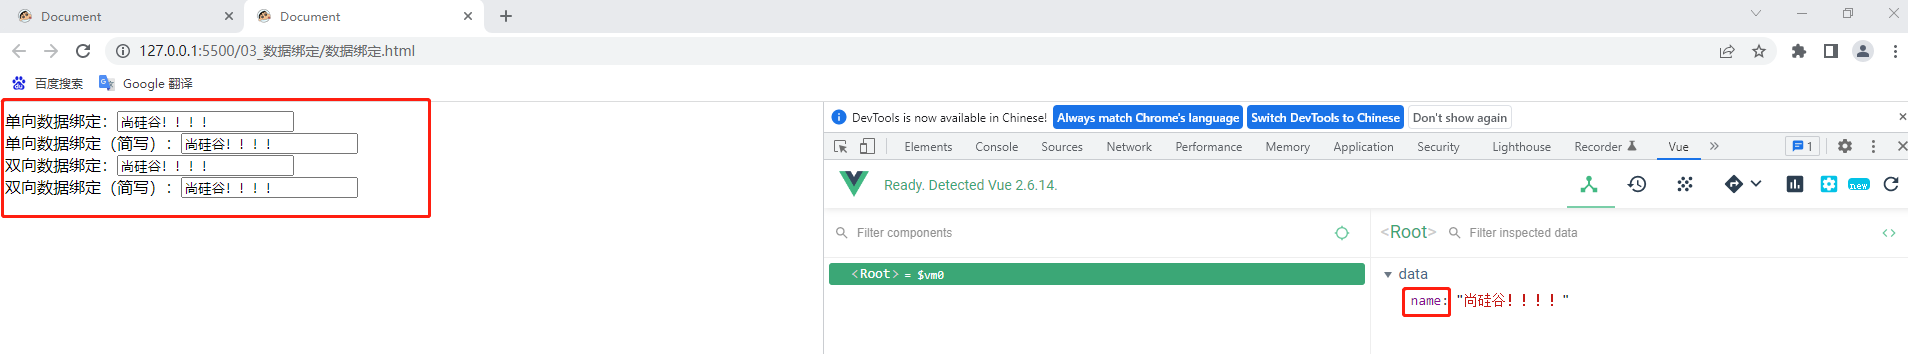 Document
Document
127.0.0.1:5500/03_数据绑定/数据绑定.html
百度搜索
Google 翻译
单向数据绑定：尚硅谷！！！！
单向数据绑定（简写）：尚硅谷！！！！
双向数据绑定：尚硅谷！！！！
双向数据绑定（简写）：尚硅谷！！！！
DevTools is now available in Chinese! Always match Chrome's language Switch DevTools to Chinese Don't show again
Elements Console Sources Network Performance Memory Application Security Lighthouse Recorder Vue » 1
Ready. Detected Vue 2.6.14.
new
Filter components
<Root> = $vm0
<Root> Filter inspected data
data
name: "尚硅谷！！！！"